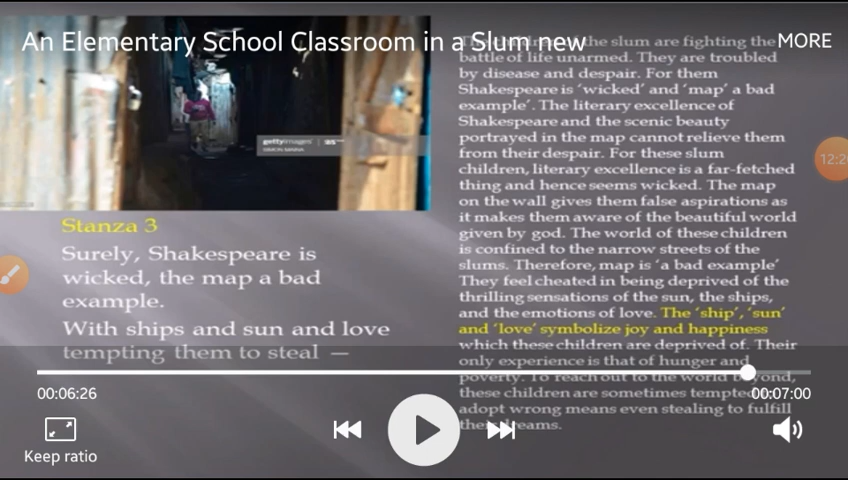 An Elementary School Classroom in a Slum new
MORE
gettyimages
SIMON MAINA
12:2
Stanza 3
Surely, Shakespeare is
wicked, the map a bad
example.
With ships and sun and love
tempting them to steal —
of the slum are fighting the
battle of life unarmed. They are troubled
by disease and despair. For them
Shakespeare is ‘wicked’ and ‘map’ a bad
example’. The literary excellence of
Shakespeare and the scenic beauty
portrayed in the map cannot relieve them
from their despair. For these slum
children, literary excellence is a far-fetched
thing and hence seems wicked. The map
on the wall gives them false aspirations as
it makes them aware of the beautiful world
given by god. The world of these children
is confined to the narrow streets of the
slums. Therefore, map is ‘a bad example’
They feel cheated in being deprived of the
thrilling sensations of the sun, the ships,
and the emotions of love. The ‘ship’, ‘sun’
and ‘love’ symbolize joy and happiness
which these children are deprived of. Their
only experience is that of hunger and
poverty. To reach out to the world beyond,
these children are sometimes tempted
adopt wrong means even stealing to fulfill
their dreams.
00:06:26
00:07:00
Keep ratio